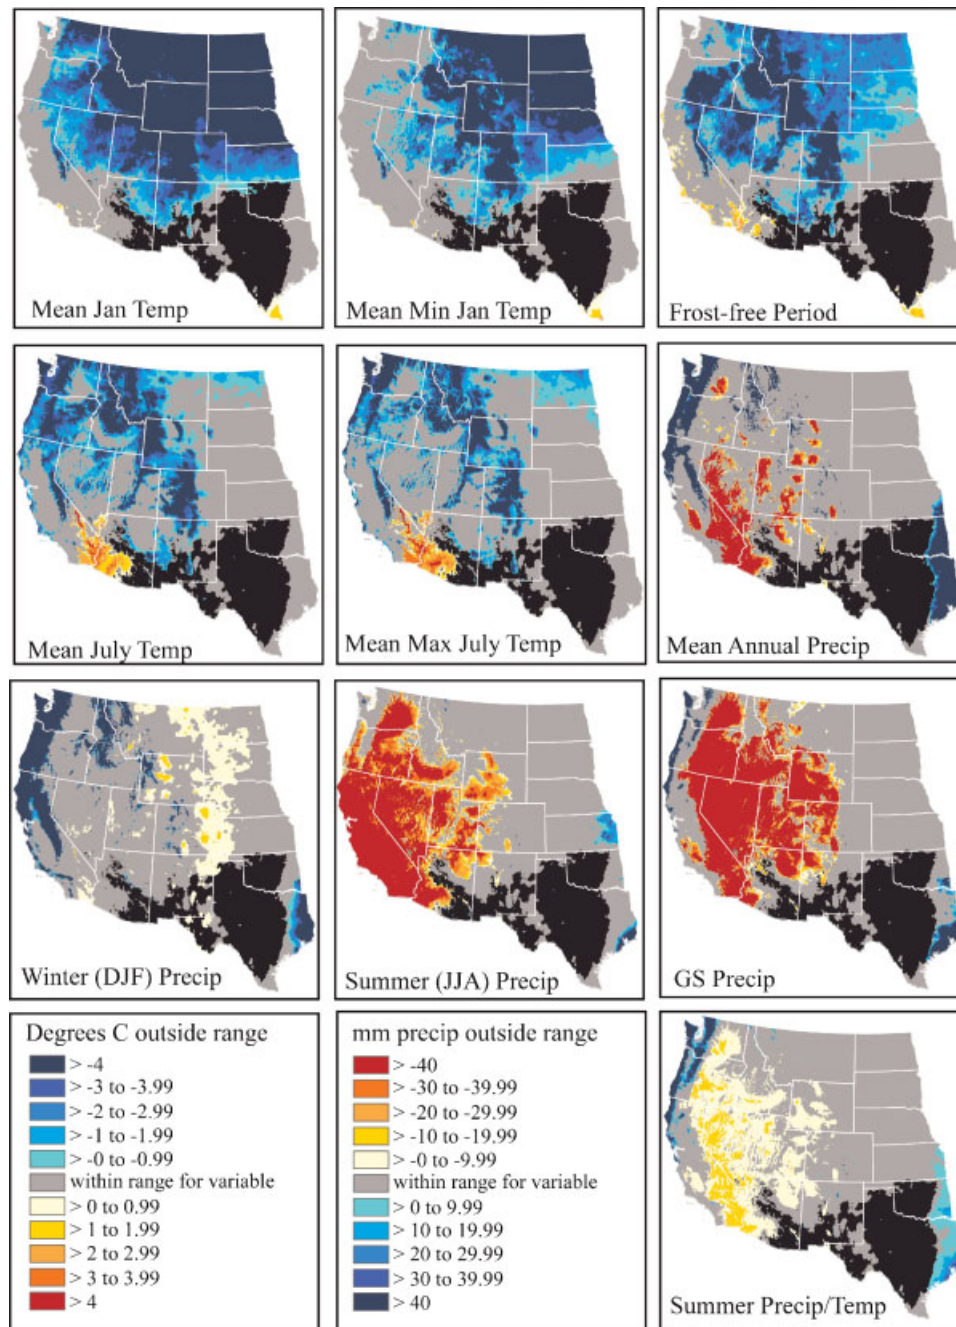 Mean Jan Temp
Mean Min Jan Temp
Frost-free Period
Mean July Temp
Mean Max July Temp
Mean Annual Precip
Winter (DJF) Precip
Summer (JJA) Precip
GS Precip
Degrees C outside range
> -4
> -3 to -3.99
> -2 to -2.99
> -1 to -1.99
> -0 to -0.99
within range for variable
> 0 to 0.99
> 1 to 1.99
> 2 to 2.99
> 3 to 3.99
> 4
mm precip outside range
> -40
> -30 to -39.99
> -20 to -29.99
> -10 to -19.99
> -0 to -9.99
within range for variable
> 0 9.99
> 10 to 19.99
> 20 to 29.99
> 30 to 39.99
> 40
Summer Precip/Temp